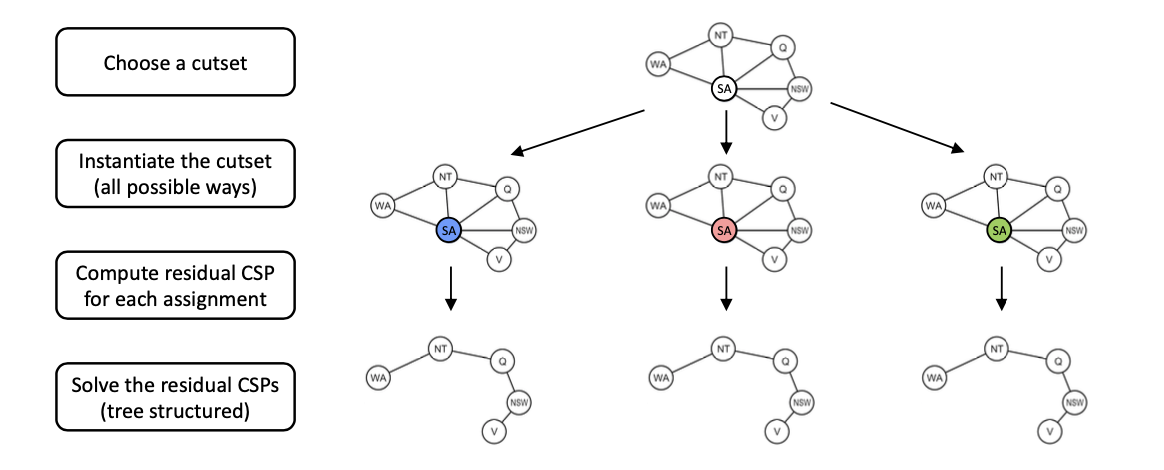 Choose a cutset
NT
Q
WA
SA
NSW
V
Instantiate the cutset
(all possible ways)
NT
Q
WA
SA
NSW
V
NT
Q
WA
SA
NSW
V
NT
Q
WA
SA
NSW
V
Compute residual CSP
for each assignment
Solve the residual CSPs
(tree structured)
NT
Q
WA
NSW
V
NT
Q
WA
NSW
V
NT
Q
WA
NSW
V